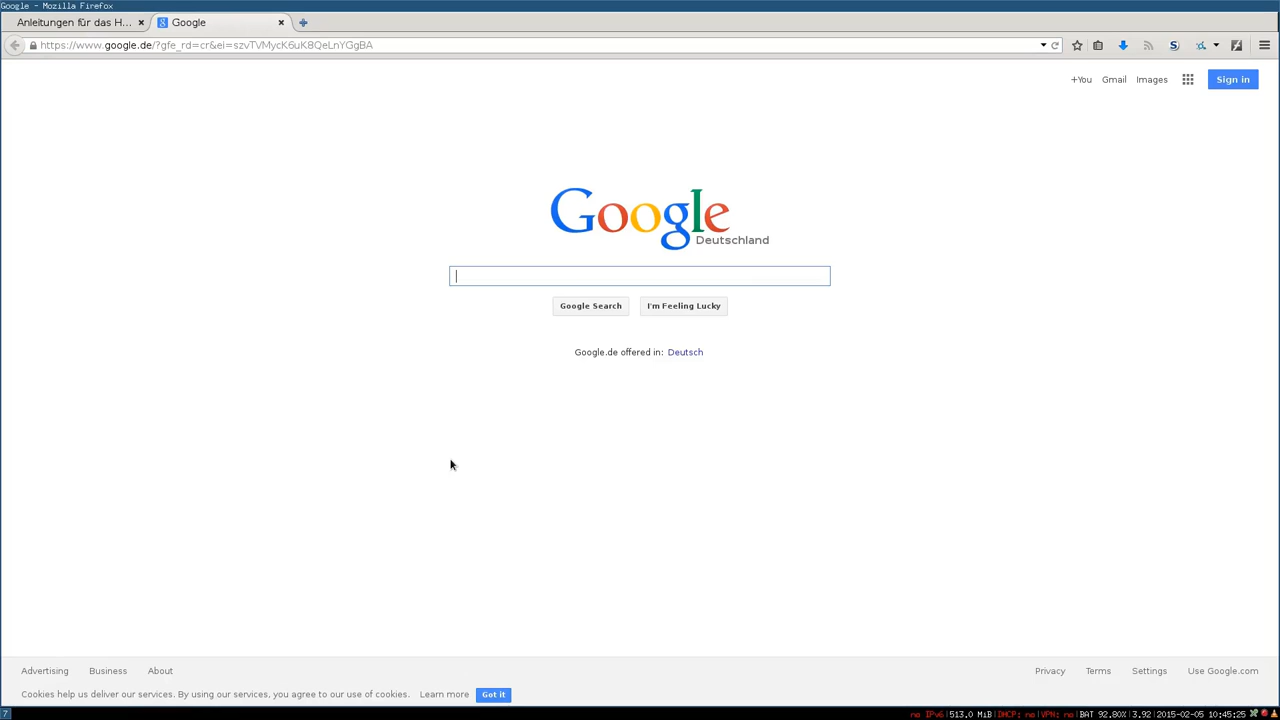 Google - Mozilla Firefox
Anleitungen für das H...
Google
https://www.google.de/?gfe_rd=cr&ei=szvTVMycK6uK8QeLnYGgBA
+You Gmail Images Sign in
Google
Deutschland
Google Search I'm Feeling Lucky
Google.de offered in: Deutsch
Advertising Business About Privacy Terms Settings Use Google.com
Cookies help us deliver our services. By using our services, you agree to our use of cookies. Learn more Got it
7 no IPv6|513.0 MiB|DHCP: no|VPN: no|BAT 92.80%|3.92|2015-02-05 10:45:25